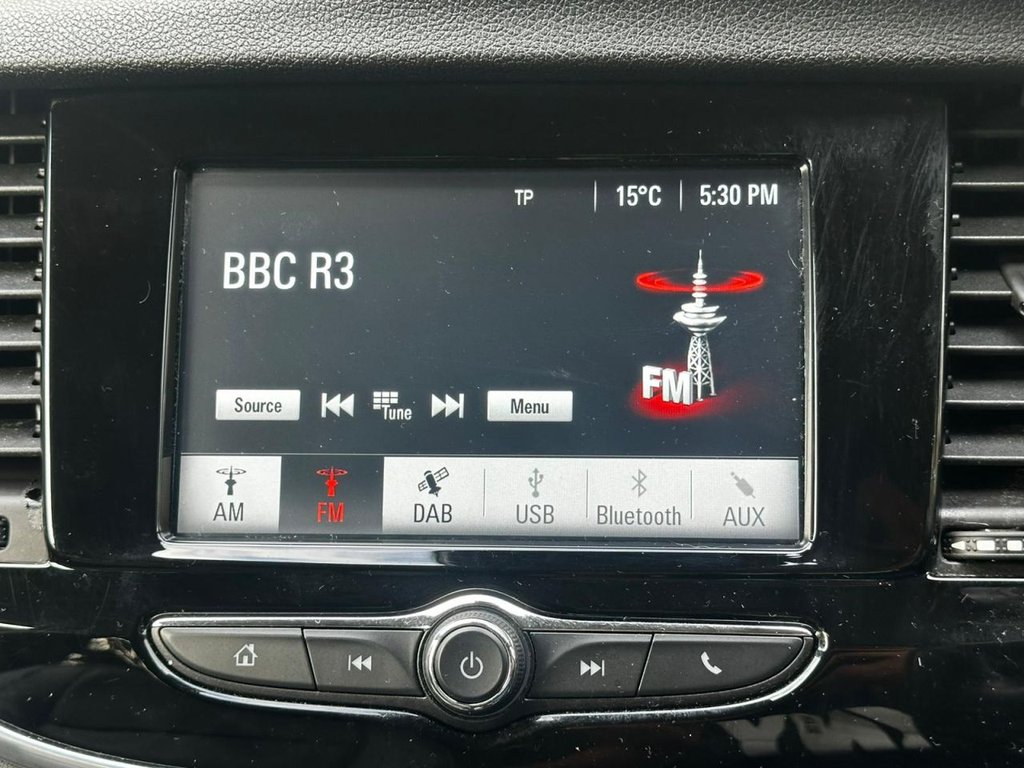 TP 15°C 5:30 PM
BBC R3
FM
Source Tune Menu
AM FM DAB USB Bluetooth AUX